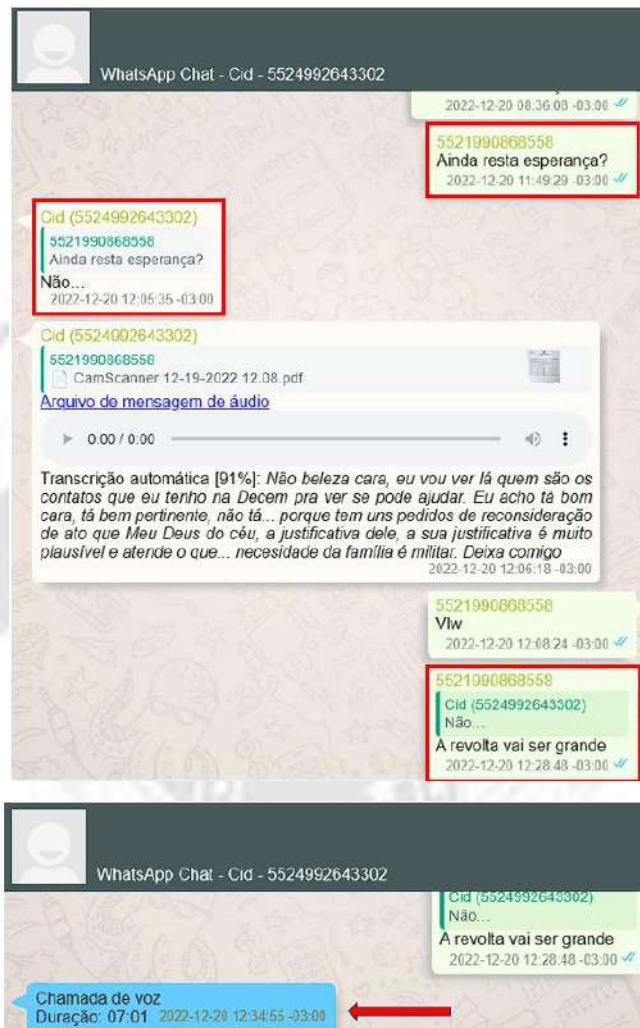 WhatsApp Chat - Cid - 5524992643302
2022-12-20 08:36:08 -03:00
5521990868558
Ainda resta esperança?
2022-12-20 11:49:29 -03:00
Cid (5524992643302)
5521990868558
Ainda resta esperança?
Não...
2022-12-20 12:05:35 -03:00
Cid (5524992643302)
5521990868558
CamScanner 12-19-2022 12.08.pdf
Arquivo de mensagem de áudio
0:00 / 0:00
Transcrição automática [91%]: Não beleza cara, eu vou ver lá quem são os
contatos que eu tenho na Decem pra ver se pode ajudar. Eu acho tá bom
cara, tá bem pertinente, não tá... porque tem uns pedidos de reconsideração
de ato que Meu Deus do céu, a justificativa dele, a sua justificativa é muito
plausível e atende o que... necessidade da família é militar. Deixa comigo
2022-12-20 12:06:18 -03:00
5521990868558
Vlw
2022-12-20 12:08:24 -03:00
5521990868558
Cid (5524992643302)
Não...
A revolta vai ser grande
2022-12-20 12:28:48 -03:00
WhatsApp Chat - Cid - 5524992643302
Cid (5524992643302)
Não...
A revolta vai ser grande
2022-12-20 12:28:48 -03:00
Chamada de voz
Duração: 07:01 2022-12-20 12:34:55 -03:00